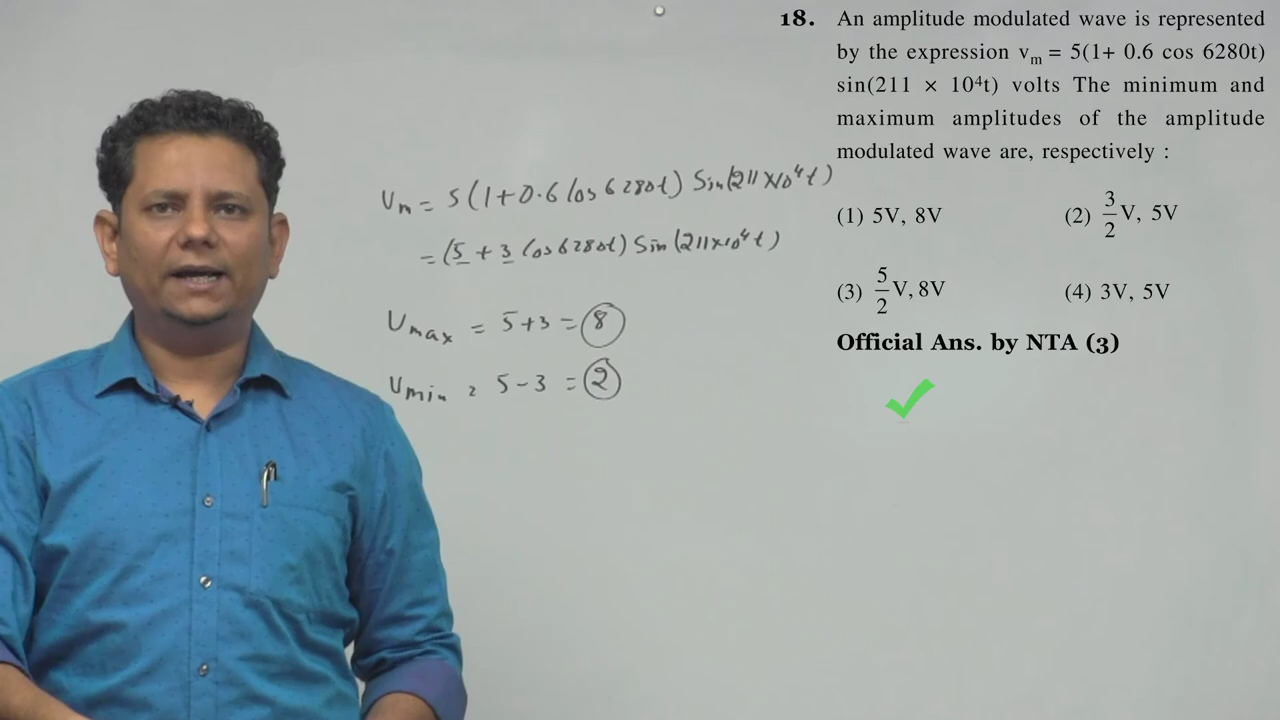 18. An amplitude modulated wave is represented
by the expression vₘ = 5(1+ 0.6 cos 6280t)
sin(211 × 10⁴t) volts The minimum and
maximum amplitudes of the amplitude
modulated wave are, respectively :
(1) 5V, 8V (2) 3/2 V, 5V
(3) 5/2 V, 8V (4) 3V, 5V
Official Ans. by NTA (3)
Vₘ = 5(1+0.6 Cos 6280t) Sin(211×10⁴t)
= (5 + 3 Cos 6280t) Sin(211×10⁴t)
Vmax = 5+3 = 8
Vmin = 5-3 = 2